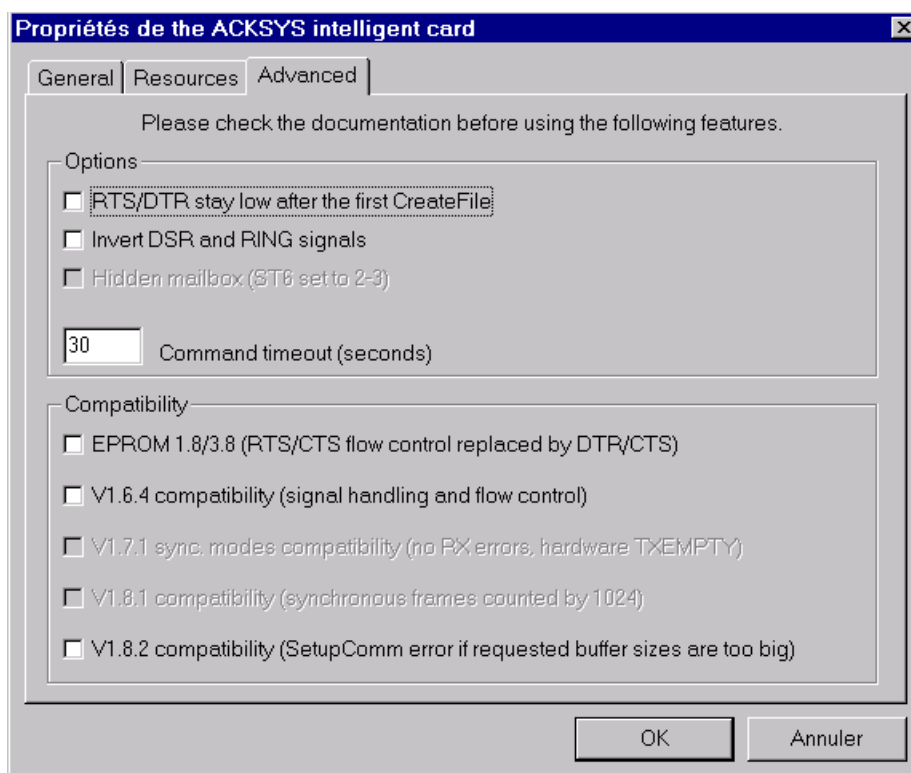 Propriétés de the ACKSYS intelligent card
General
Resources
Advanced
Please check the documentation before using the following features.
Options
RTS/DTR stay low after the first CreateFile
Invert DSR and RING signals
Hidden mailbox (ST6 set to 2-3)
30
Command timeout (seconds)
Compatibility
EPROM 1.8/3.8 (RTS/CTS flow control replaced by DTR/CTS)
V1.6.4 compatibility (signal handling and flow control)
V1.7.1 sync. modes compatibility (no RX errors, hardware TXEMPTY)
V1.8.1 compatibility (synchronous frames counted by 1024)
V1.8.2 compatibility (SetupComm error if requested buffer sizes are too big)
OK
Annuler